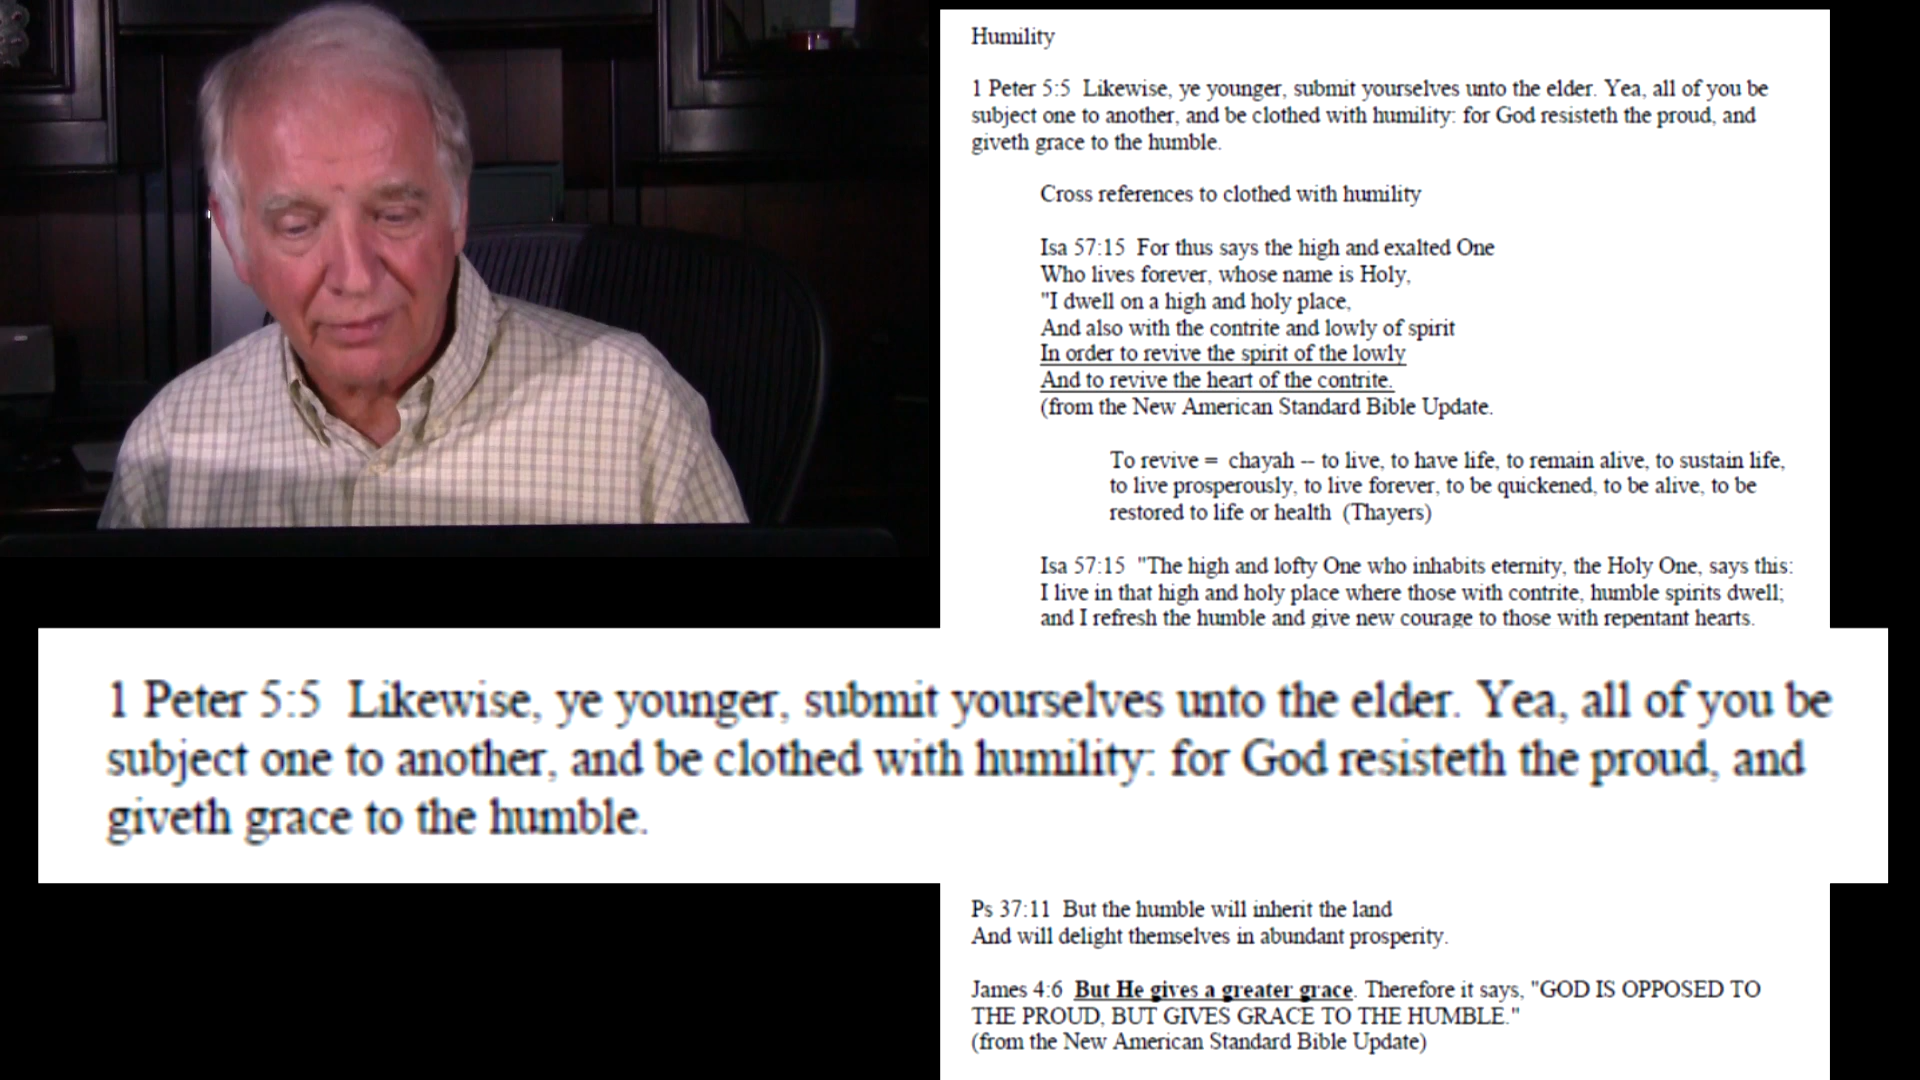 Humility
1 Peter 5:5  Likewise, ye younger, submit yourselves unto the elder. Yea, all of you be
subject one to another, and be clothed with humility: for God resisteth the proud, and
giveth grace to the humble.
Cross references to clothed with humility
Isa 57:15  For thus says the high and exalted One
Who lives forever, whose name is Holy,
"I dwell on a high and holy place,
And also with the contrite and lowly of spirit
In order to revive the spirit of the lowly
And to revive the heart of the contrite.
(from the New American Standard Bible Update.
To revive =  chayah -- to live, to have life, to remain alive, to sustain life,
to live prosperously, to live forever, to be quickened, to be alive, to be
restored to life or health  (Thayers)
Isa 57:15  "The high and lofty One who inhabits eternity, the Holy One, says this:
I live in that high and holy place where those with contrite, humble spirits dwell;
and I refresh the humble and give new courage to those with repentant hearts.
1 Peter 5:5  Likewise, ye younger, submit yourselves unto the elder. Yea, all of you be
subject one to another, and be clothed with humility: for God resisteth the proud, and
giveth grace to the humble.
Ps 37:11  But the humble will inherit the land
And will delight themselves in abundant prosperity.
James 4:6  But He gives a greater grace. Therefore it says, "GOD IS OPPOSED TO
THE PROUD, BUT GIVES GRACE TO THE HUMBLE."
(from the New American Standard Bible Update)